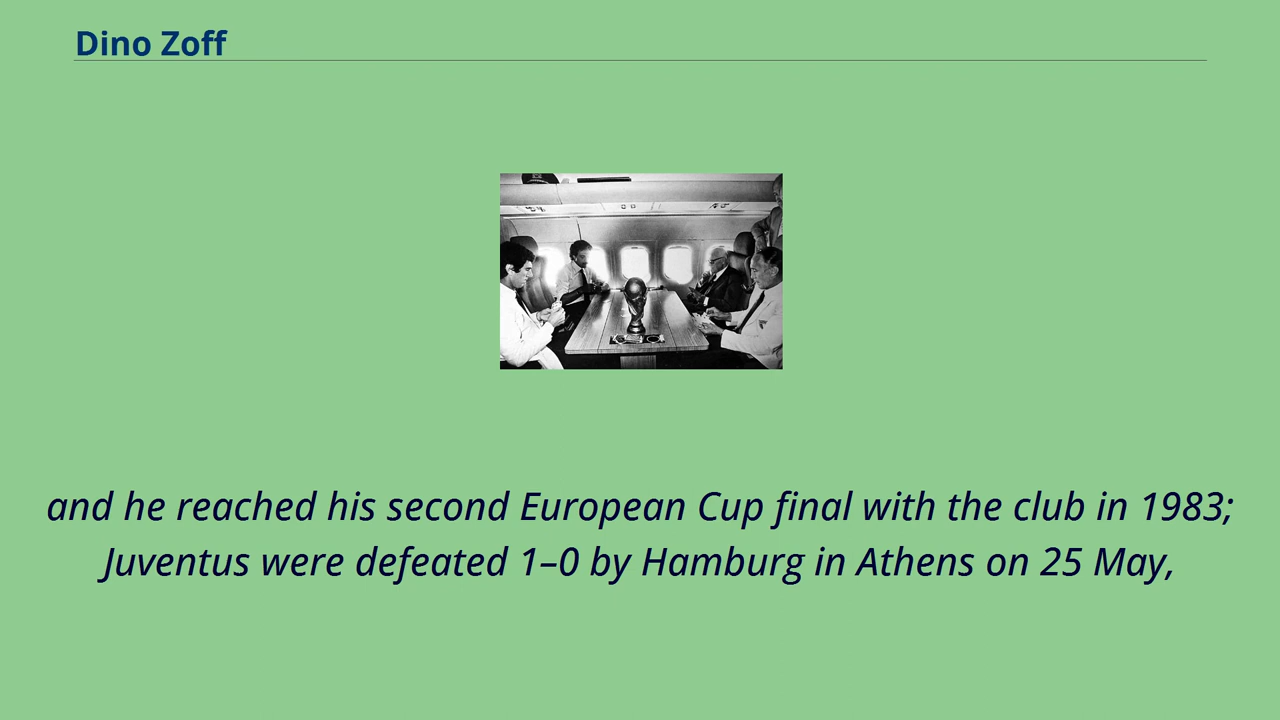 Dino Zoff
and he reached his second European Cup final with the club in 1983;
Juventus were defeated 1–0 by Hamburg in Athens on 25 May,